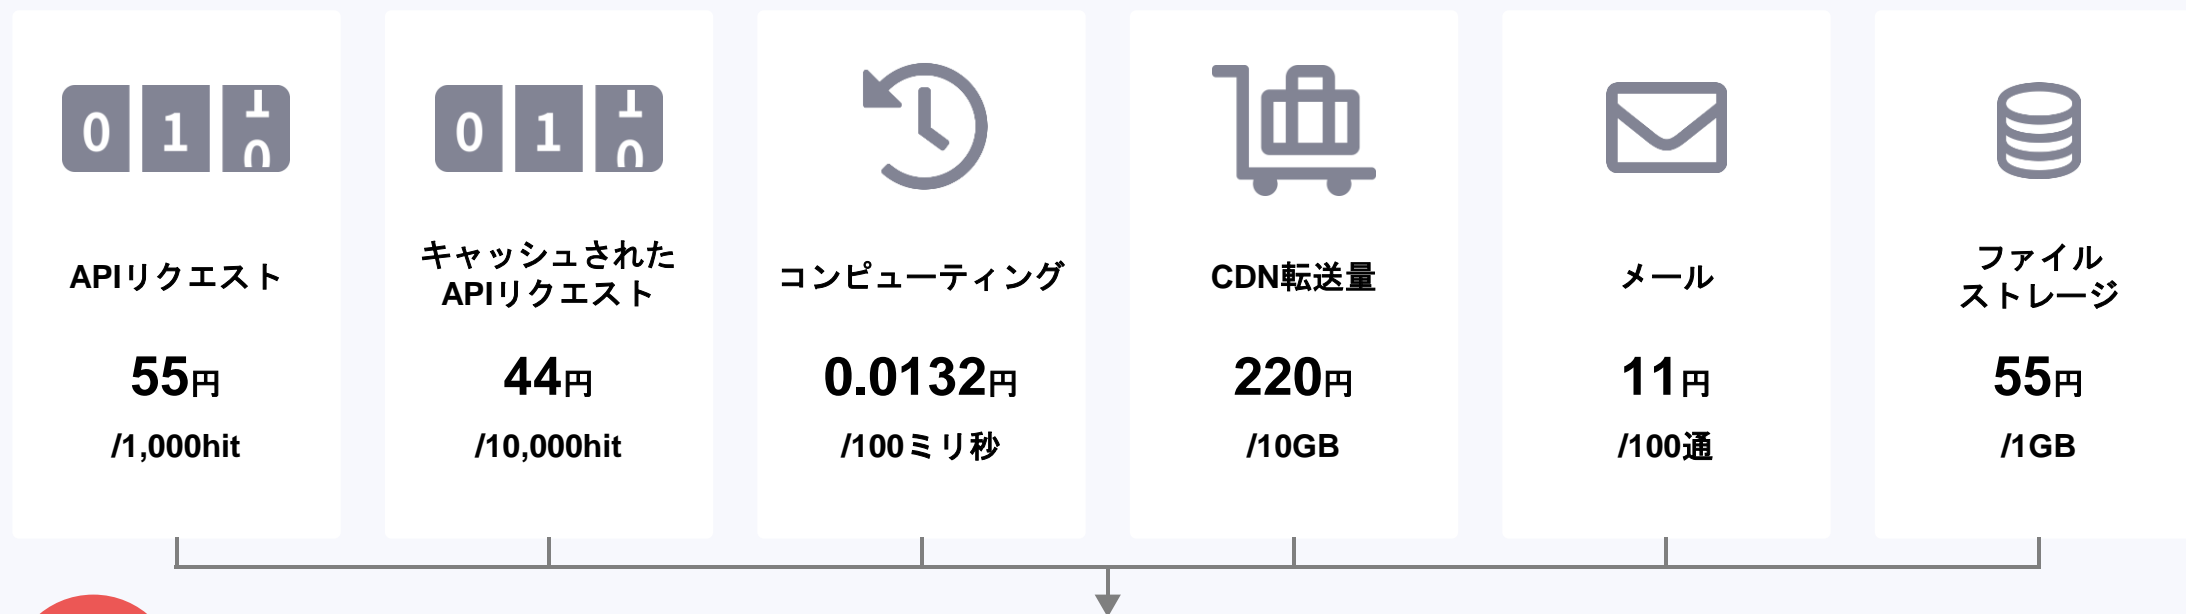 0 1 1 0
APIリクエスト
55円
/1,000hit
0 1 1 0
キャッシュされた
APIリクエスト
44円
/10,000hit
コンピューティング
0.0132円
/100ミリ秒
CDN転送量
220円
/10GB
メール
11円
/100通
ファイル
ストレージ
55円
/1GB